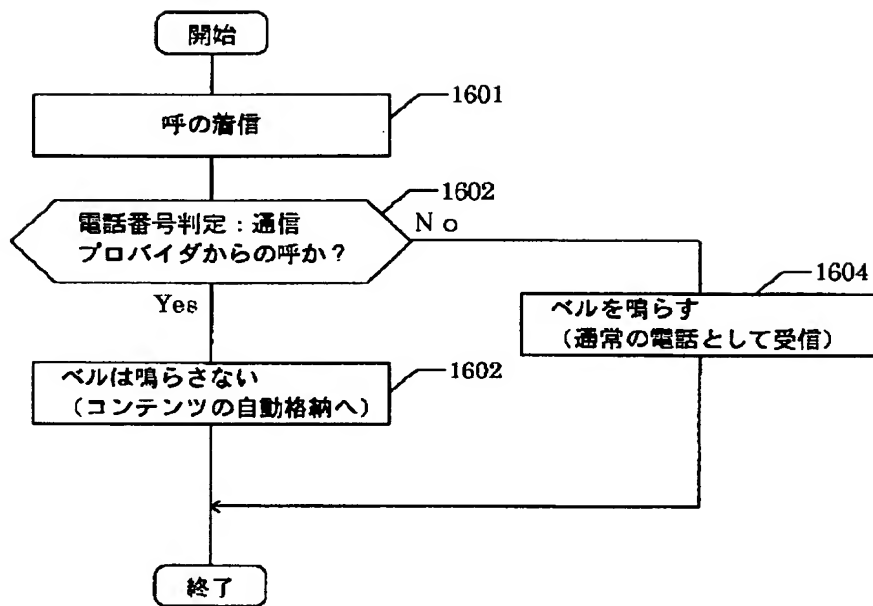 開始
1601
呼の着信
1602
電話番号判定：通信
プロバイダからの呼か？
No
Yes
1604
ベルを鳴らす
（通常の電話として受信）
1602
ベルは鳴らさない
（コンテンツの自動格納へ）
終了